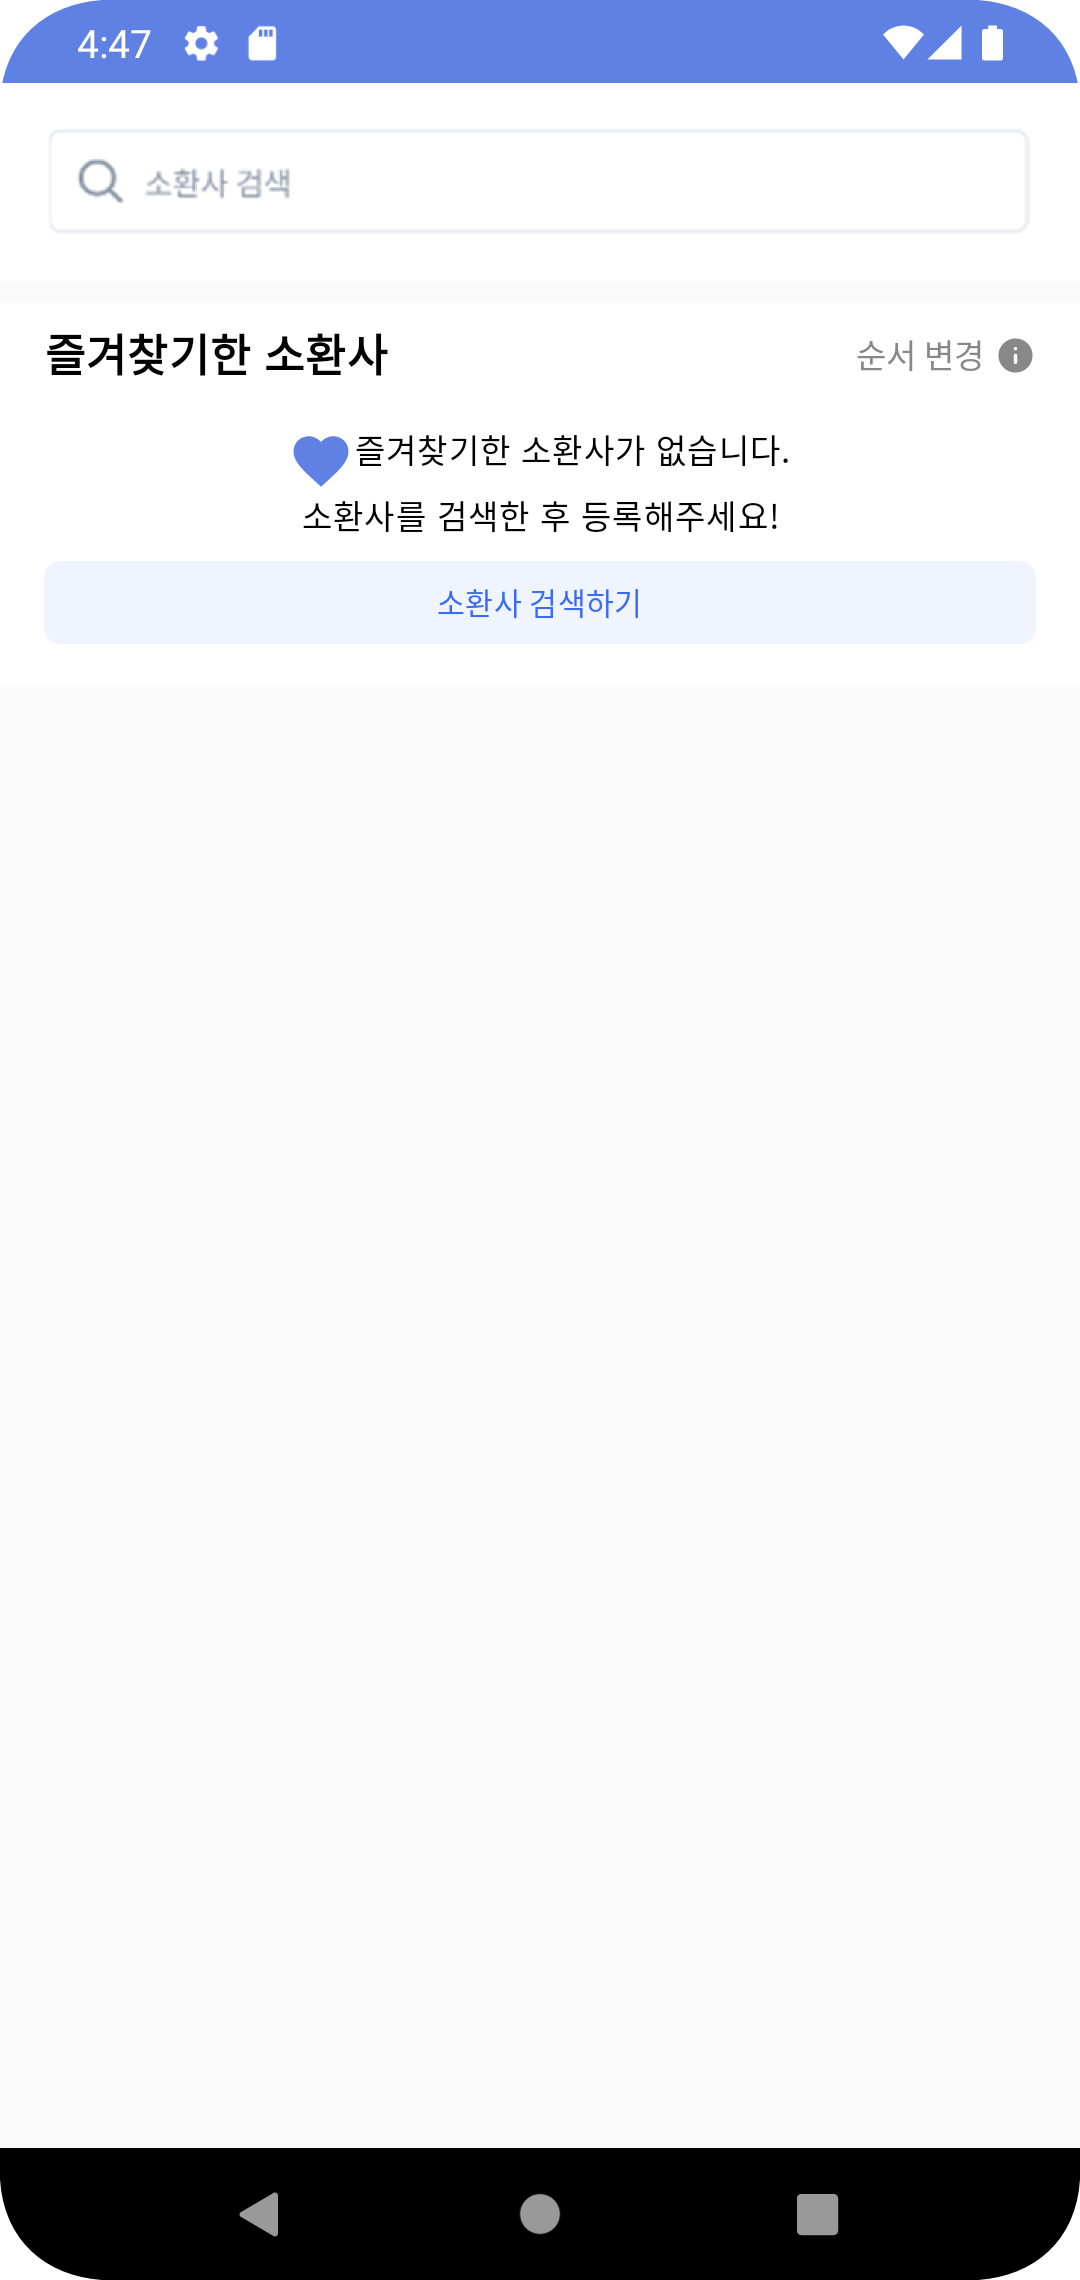 4:47
소환사 검색
즐겨찾기한 소환사
순서 변경
즐겨찾기한 소환사가 없습니다.
소환사를 검색한 후 등록해주세요!
소환사 검색하기